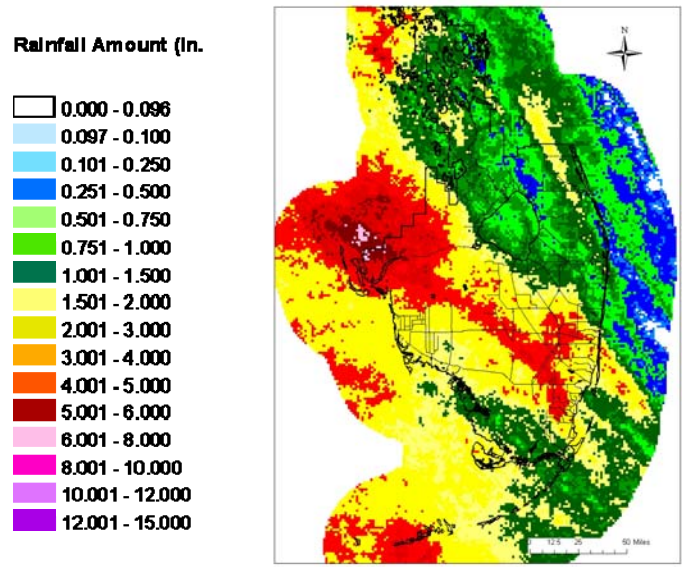 Rainfall Amount (In.
0.000 - 0.096
0.097 - 0.100
0.101 - 0.250
0.251 - 0.500
0.501 - 0.750
0.751 - 1.000
1.001 - 1.500
1.501 - 2.000
2.001 - 3.000
3.001 - 4.000
4.001 - 5.000
5.001 - 6.000
6.001 - 8.000
8.001 - 10.000
10.001 - 12.000
12.001 - 15.000
N
0 12.5 25 50 Miles